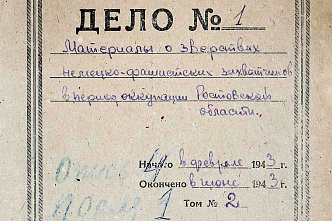 ДЕЛО № 1
Материалы о зверствах
немецко-фашистских захватчиков
в период оккупации Ростовской
области.
Начато в феврале 1943 г.
Окончено в июне 1943 г.
Том № 2.